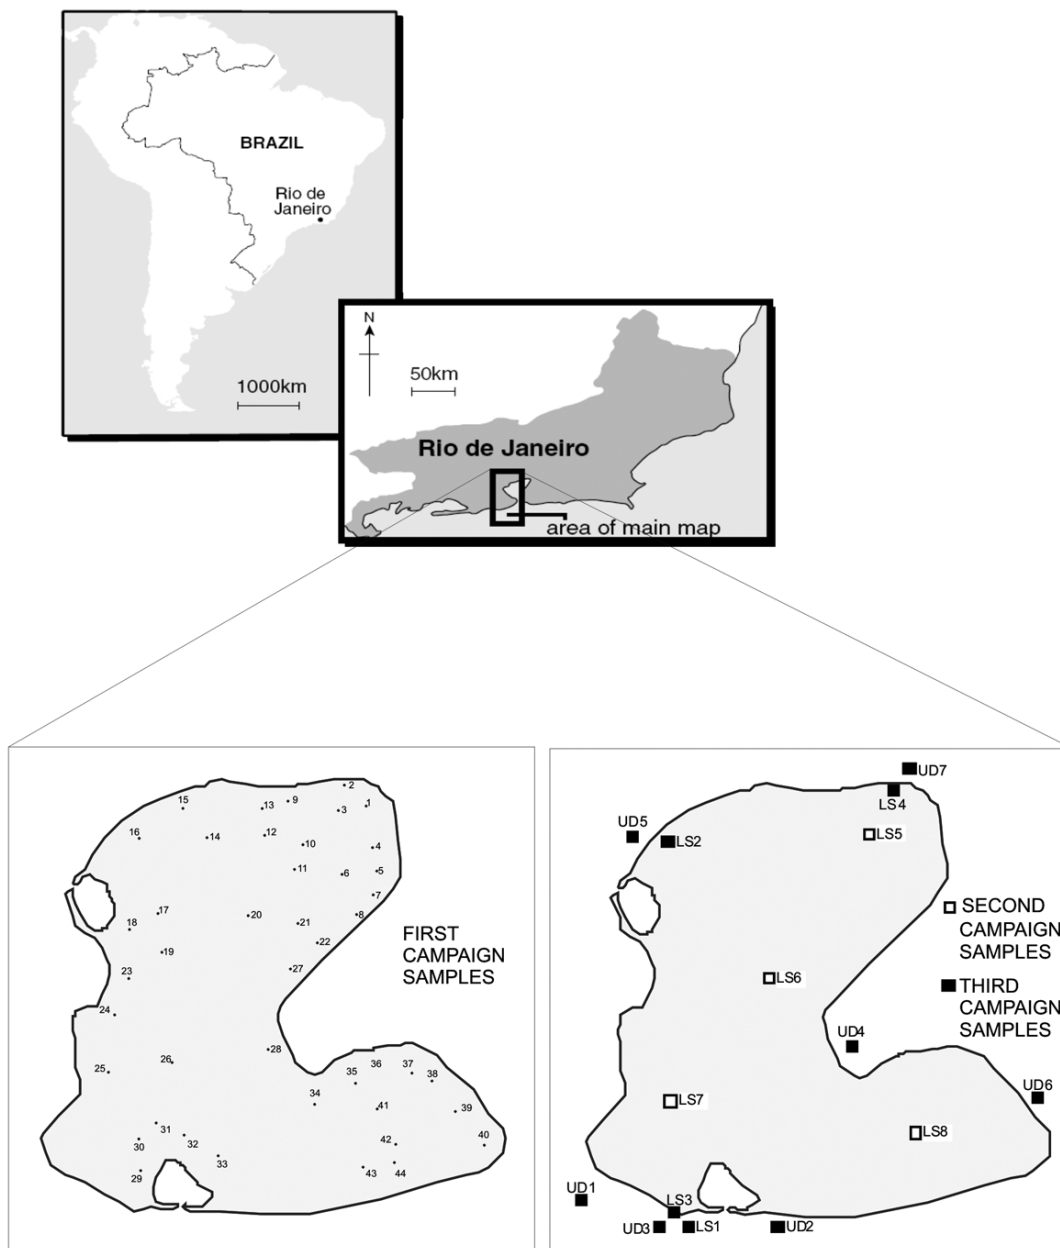 BRAZIL
Rio de
Janeiro
1000km
N
50km
Rio de Janeiro
area of main map
2
1
3
9
13
15
16
14
12
10
4
11
6
5
7
17
20
21
8
18
22
19
23
27
24
28
26
25
36
37
35
38
34
41
39
31
30
32
42
40
33
29
43
44
FIRST
CAMPAIGN
SAMPLES
UD7
LS4
UD5
LS2
LS5
SECOND
CAMPAIGN
SAMPLES
LS6
THIRD
CAMPAIGN
SAMPLES
UD4
UD6
LS7
LS8
UD1
LS3
UD3
LS1
UD2